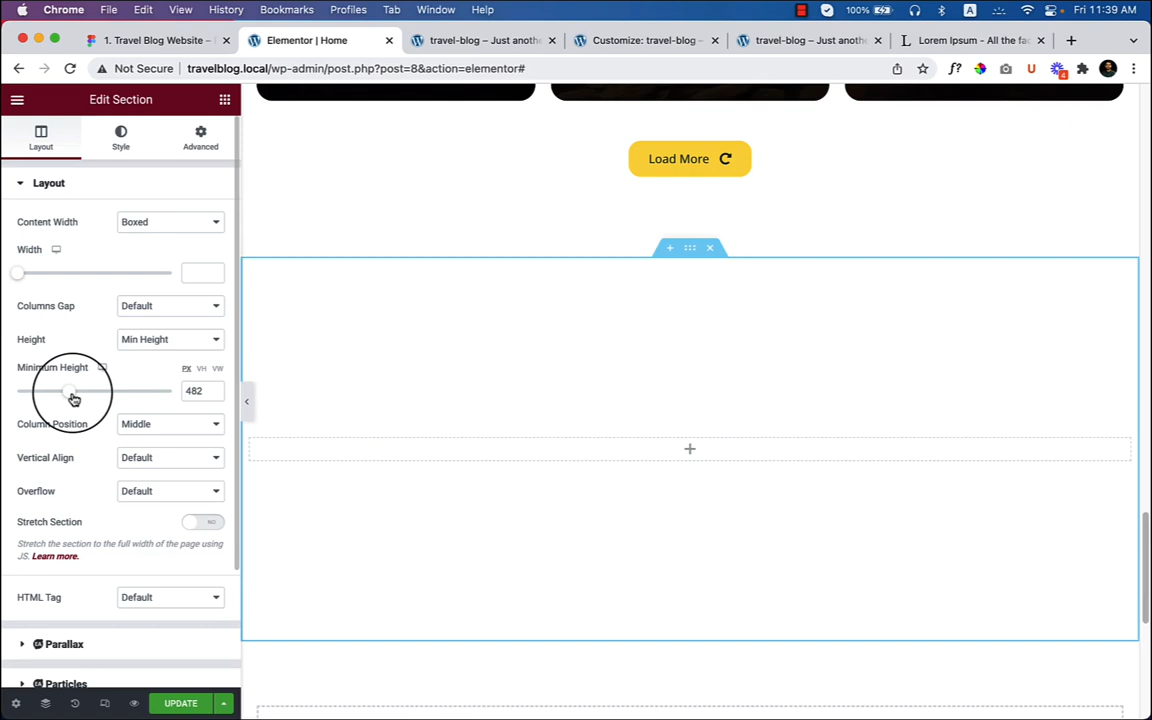 Chrome File Edit View History Bookmarks Profiles Tab Window Help 100% A Fri 11:39 AM
1. Travel Blog Website – Elementor | Home travel-blog – Just anoth Customize: travel-blog – travel-blog – Just anoth Lorem Ipsum - All the fac
Not Secure travelblog.local/wp-admin/post.php?post=8&action=elementor# f? U 4
Edit Section
Layout Style Advanced
Load More
Layout
Content Width Boxed
Width
Columns Gap Default
Height Min Height
Minimum Height PX VH VW
482
Column Position Middle
Vertical Align Default
Overflow Default
Stretch Section NO
Stretch the section to the full width of the page using
JS. Learn more.
HTML Tag Default
EA Parallax
EA Particles
UPDATE